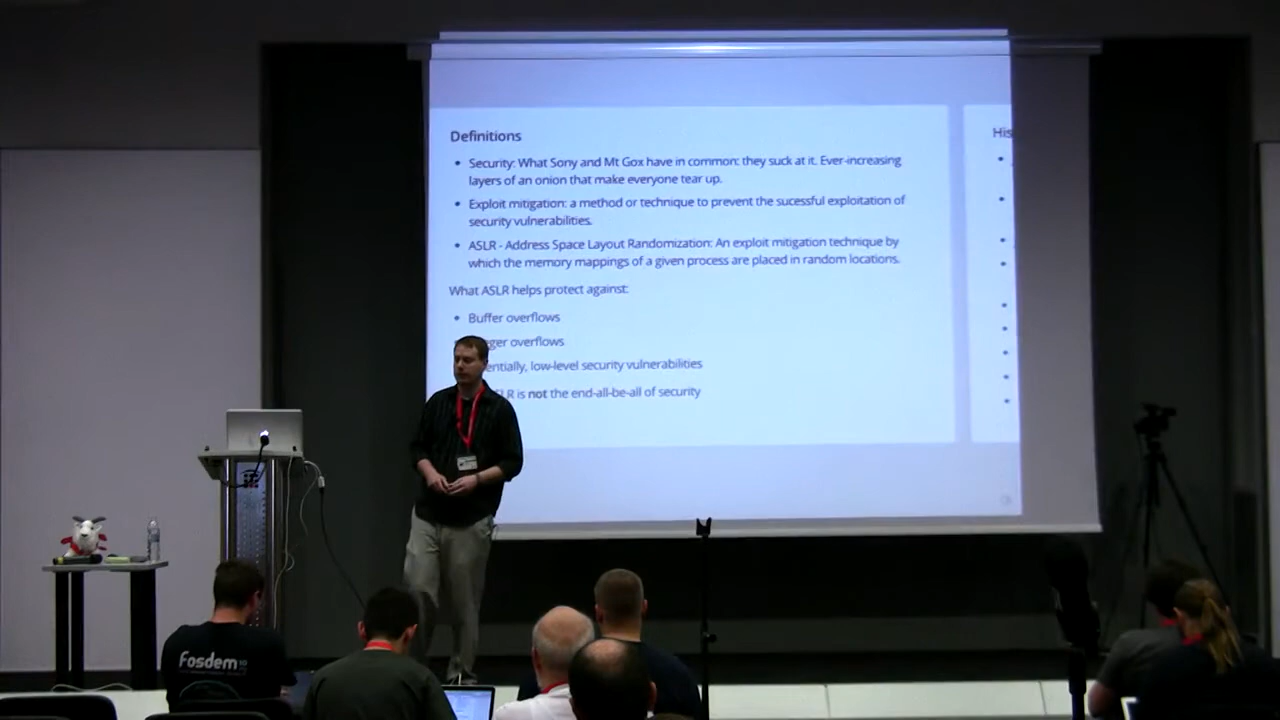 Definitions
His
• Security: What Sony and Mt Gox have in common: they suck at it. Ever-increasing
layers of an onion that make everyone tear up.
• Exploit mitigation: a method or technique to prevent the sucessful exploitation of
security vulnerabilities.
• ASLR - Address Space Layout Randomization: An exploit mitigation technique by
which the memory mappings of a given process are placed in random locations.
What ASLR helps protect against:
• Buffer overflows
ger overflows
entially, low-level security vulnerabilities
LR is not the end-all-be-all of security
Fosdem